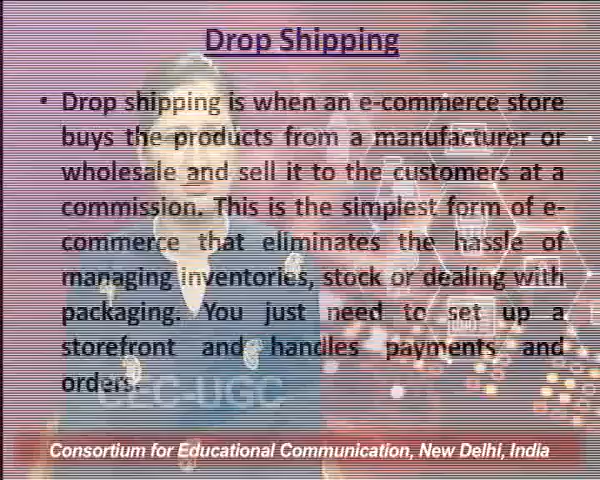 Drop Shipping
• Drop shipping is when an e-commerce store
buys the products from a manufacturer or
wholesale and sell it to the customers at a
commission. This is the simplest form of e-
commerce that eliminates the hassle of
managing inventories, stock or dealing with
packaging. You just need to set up a
storefront and handles payments and
orders.
CEC-UGC
Consortium for Educational Communication, New Delhi, India